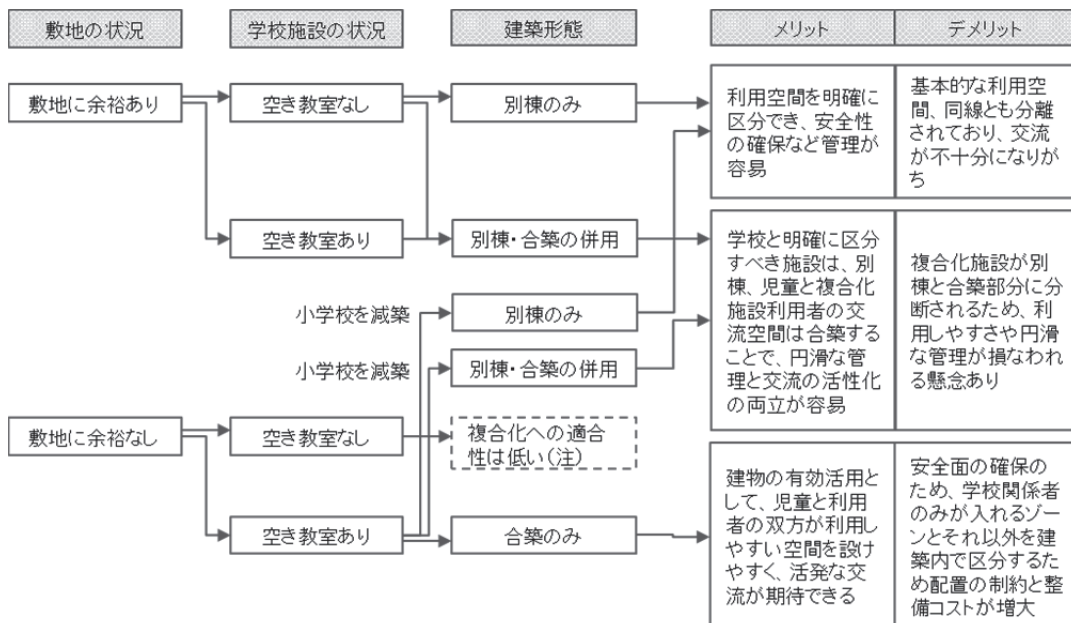 敷地の状況
学校施設の状況
建築形態
メリット
デメリット
敷地に余裕あり
空き教室なし
別棟のみ
利用空間を明確に
区分でき、安全性
の確保など管理が
容易
基本的な利用空
間、同線とも分離
されており、交流
が不十分になりが
ち
空き教室あり
別棟・合築の併用
学校と明確に区分
すべき施設は、別
棟、児童と複合化
施設利用者の交
流空間は合築する
ことで、円滑な管
理と交流の活性化
の両立が容易
複合化施設が別
棟と合築部分に分
断されるため、利
用しやすさや円滑
な管理が損なわれ
る懸念あり
小学校を減築
別棟のみ
小学校を減築
別棟・合築の併用
敷地に余裕なし
空き教室なし
複合化への適合
性は低い(注)
空き教室あり
合築のみ
建物の有効活用と
して、児童と利用
者の双方が利用し
やすい空間を設け
やすく、活発な交
流が期待できる
安全面の確保の
ため、学校関係者
のみが入れるゾー
ンとそれ以外を建
築内で区分するた
め配置の制約と整
備コストが増大